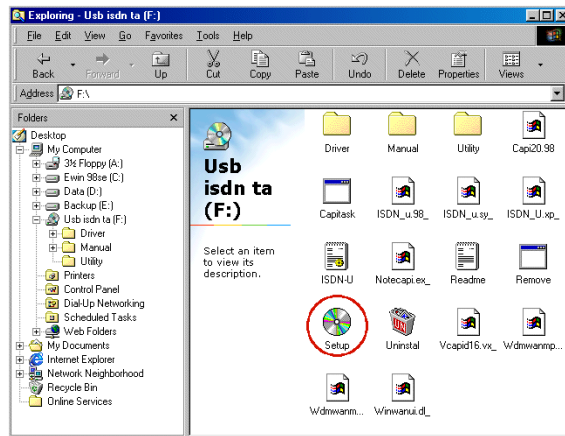 Exploring - Usb isdn ta (F:)
File Edit View Go Favorites Tools Help
Back Forward Up Cut Copy Paste Undo Delete Properties Views
Address F:\
Folders
Desktop
My Computer
3½ Floppy (A:)
Ewin 98se (C:)
Data (D:)
Backup (E:)
Usb isdn ta (F:)
Driver
Manual
Utility
Printers
Control Panel
Dial-Up Networking
Scheduled Tasks
Web Folders
My Documents
Internet Explorer
Network Neighborhood
Recycle Bin
Online Services
Usb
isdn ta
(F:)
Select an item
to view its
description.
Driver Manual Utility Capi20.98
Capitask ISDN_u.98_ ISDN_u.sy_ ISDN_U.xp_
ISDN-U Notecapi.ex_ Readme Remove
Setup Uninstal Vcapid16.vx_ Wdmwanmp...
Wdmwanm... Winwanui.dl_